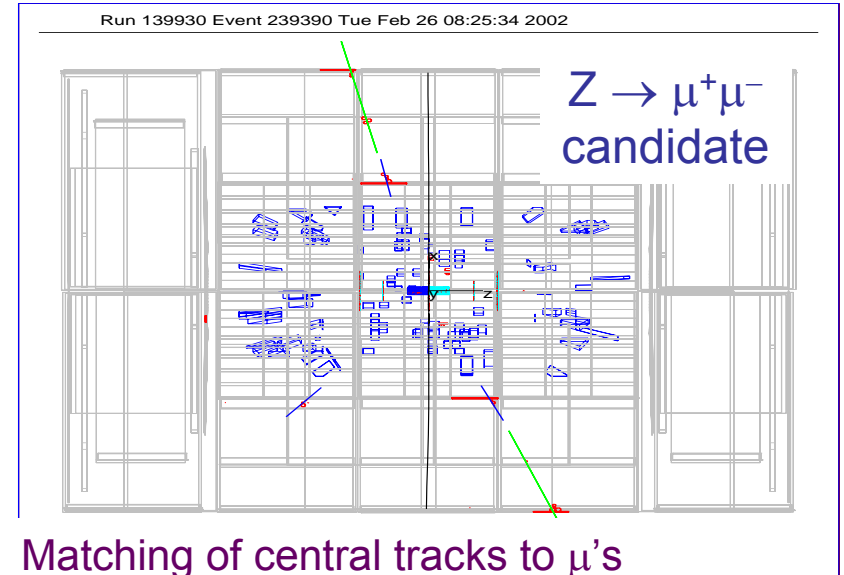 Run 139930 Event 239390 Tue Feb 26 08:25:34 2002
Z → μ⁺μ⁻
candidate
x
y
z
Matching of central tracks to μ's